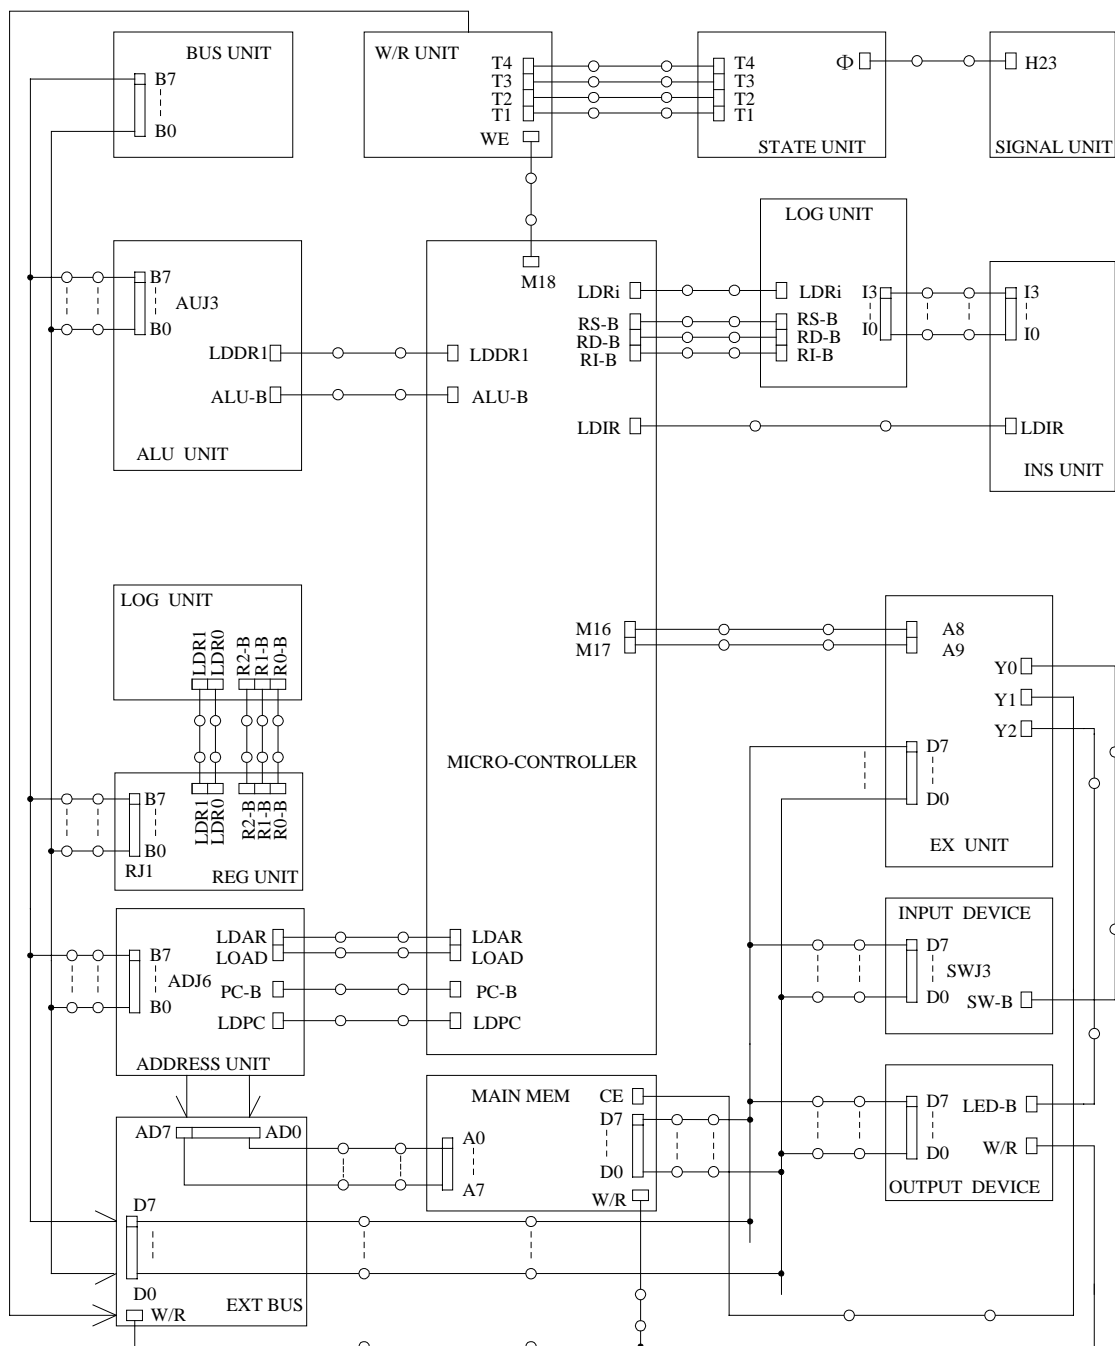 BUS UNIT
B7
B0
W/R UNIT
T4
T3
T2
T1
WE
T4
T3
T2
T1
Φ
STATE UNIT
H23
SIGNAL UNIT
LOG UNIT
LDRi
RS-B
RD-B
RI-B
I3
I0
I3
I0
LDIR
INS UNIT
B7
AUJ3
B0
LDDR1
ALU-B
ALU UNIT
M18
LDRi
RS-B
RD-B
RI-B
LDDR1
ALU-B
LDIR
M16
M17
MICRO-CONTROLLER
LDAR
LOAD
PC-B
LDPC
LOG UNIT
LDR1
LDR0
R2-B
R1-B
R0-B
LDR1
LDR0
R2-B
R1-B
R0-B
B7
B0
RJ1
REG UNIT
A8
A9
Y0
Y1
Y2
D7
D0
EX UNIT
INPUT DEVICE
D7
SWJ3
D0
SW-B
B7
ADJ6
B0
LDAR
LOAD
PC-B
LDPC
ADDRESS UNIT
MAIN MEM
CE
D7
D0
A0
A7
W/R
D7
D0
LED-B
W/R
OUTPUT DEVICE
AD7
AD0
D7
D0
W/R
EXT BUS